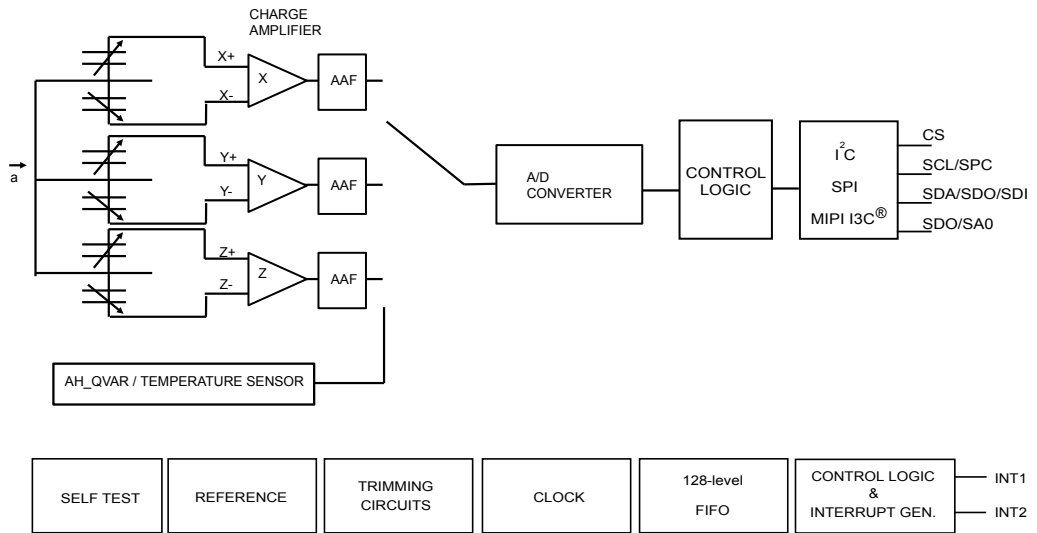 CHARGE
AMPLIFIER
X+
X
X-
AAF
a
Y+
Y
Y-
AAF
Z+
Z
Z-
AAF
AH_QVAR / TEMPERATURE SENSOR
A/D
CONVERTER
CONTROL
LOGIC
I²C
SPI
MIPI I3C®
CS
SCL/SPC
SDA/SDO/SDI
SDO/SA0
SELF TEST
REFERENCE
TRIMMING
CIRCUITS
CLOCK
128-level
FIFO
CONTROL LOGIC
&
INTERRUPT GEN.
INT1
INT2